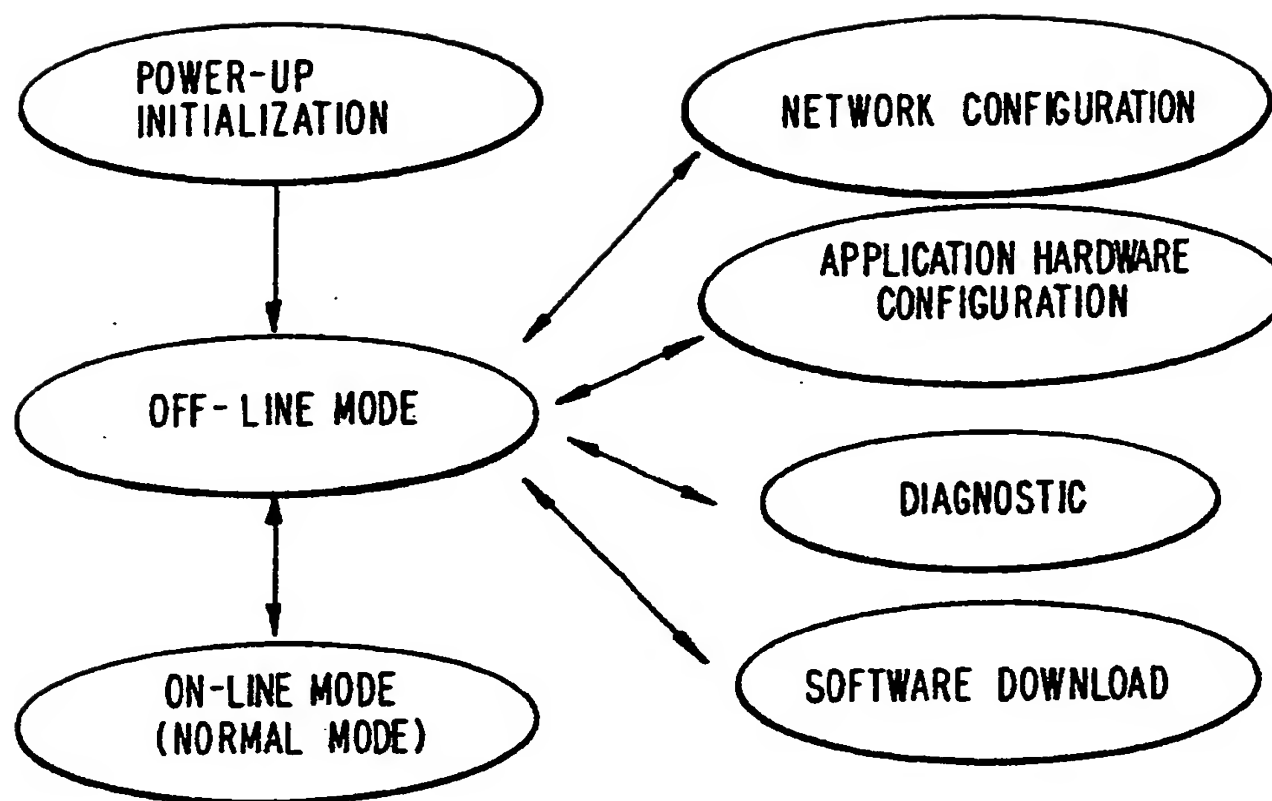 POWER-UP
INITIALIZATION
NETWORK CONFIGURATION
APPLICATION HARDWARE
CONFIGURATION
OFF-LINE MODE
DIAGNOSTIC
ON-LINE MODE
(NORMAL MODE)
SOFTWARE DOWNLOAD